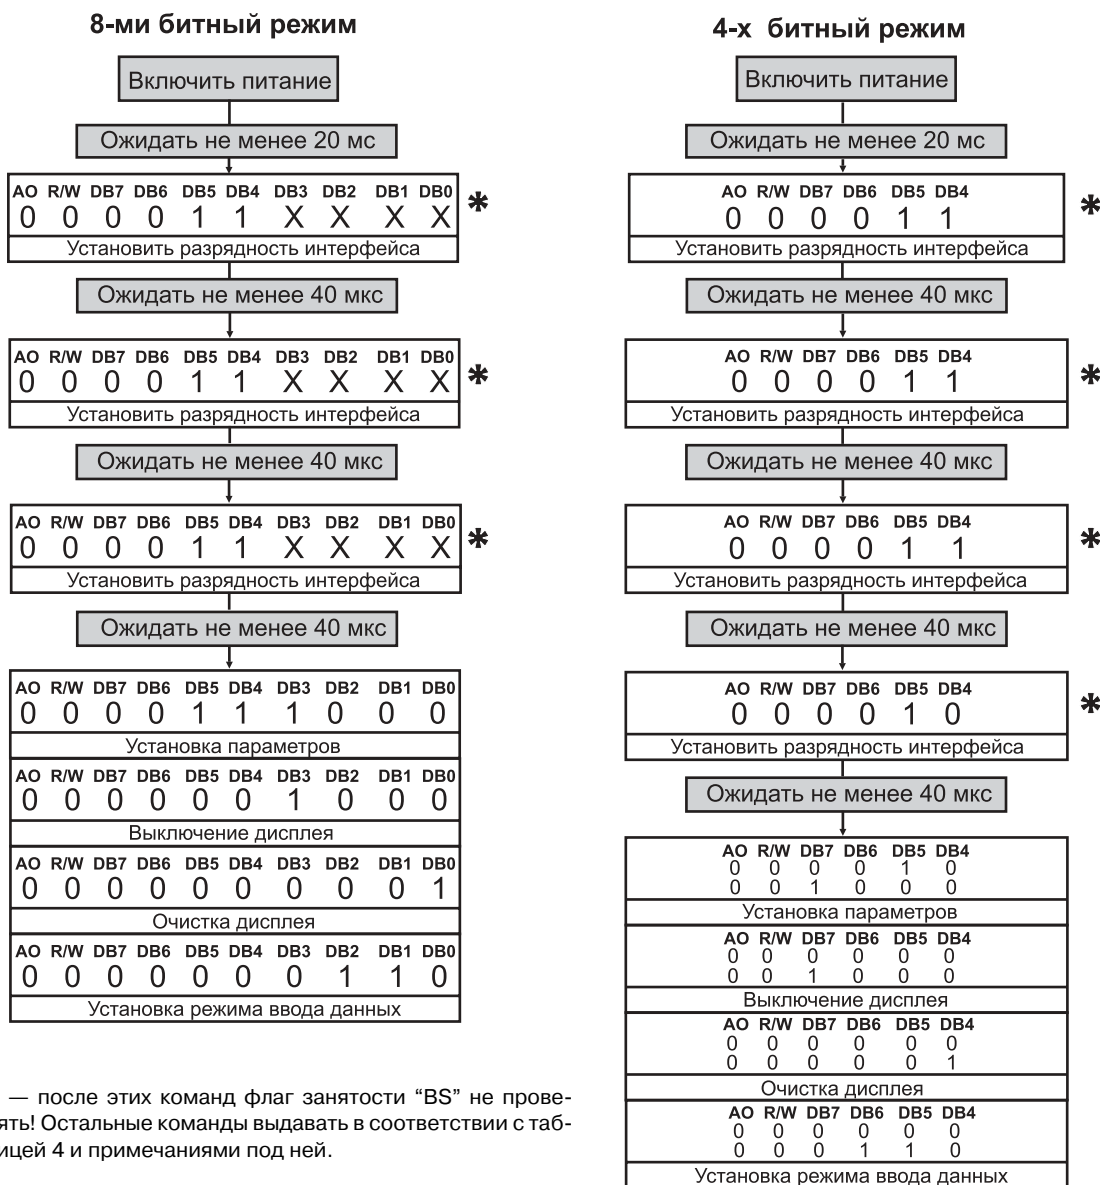 8-ми битный режим
Включить питание
Ожидать не менее 20 мс
AO R/W DB7 DB6 DB5 DB4 DB3 DB2 DB1 DB0
0 0 0 0 1 1 X X X X
*
Установить разрядность интерфейса
Ожидать не менее 40 мкс
AO R/W DB7 DB6 DB5 DB4 DB3 DB2 DB1 DB0
0 0 0 0 1 1 X X X X
*
Установить разрядность интерфейса
Ожидать не менее 40 мкс
AO R/W DB7 DB6 DB5 DB4 DB3 DB2 DB1 DB0
0 0 0 0 1 1 X X X X
*
Установить разрядность интерфейса
Ожидать не менее 40 мкс
AO R/W DB7 DB6 DB5 DB4 DB3 DB2 DB1 DB0
0 0 0 0 1 1 1 0 0 0
Установка параметров
AO R/W DB7 DB6 DB5 DB4 DB3 DB2 DB1 DB0
0 0 0 0 0 0 1 0 0 0
Выключение дисплея
AO R/W DB7 DB6 DB5 DB4 DB3 DB2 DB1 DB0
0 0 0 0 0 0 0 0 0 1
Очистка дисплея
AO R/W DB7 DB6 DB5 DB4 DB3 DB2 DB1 DB0
0 0 0 0 0 0 0 1 1 0
Установка режима ввода данных
— после этих команд флаг занятости “BS” не прове-
ять! Остальные команды выдавать в соответствии с таб-
ицей 4 и примечаниями под ней.
4-х битный режим
Включить питание
Ожидать не менее 20 мс
AO R/W DB7 DB6 DB5 DB4
0 0 0 0 1 1
*
Установить разрядность интерфейса
Ожидать не менее 40 мкс
AO R/W DB7 DB6 DB5 DB4
0 0 0 0 1 1
*
Установить разрядность интерфейса
Ожидать не менее 40 мкс
AO R/W DB7 DB6 DB5 DB4
0 0 0 0 1 1
*
Установить разрядность интерфейса
Ожидать не менее 40 мкс
AO R/W DB7 DB6 DB5 DB4
0 0 0 0 1 0
*
Установить разрядность интерфейса
Ожидать не менее 40 мкс
AO R/W DB7 DB6 DB5 DB4
0 0 0 0 1 0
0 0 1 0 0 0
Установка параметров
AO R/W DB7 DB6 DB5 DB4
0 0 0 0 0 0
0 0 1 0 0 0
Выключение дисплея
AO R/W DB7 DB6 DB5 DB4
0 0 0 0 0 0
0 0 0 0 0 1
Очистка дисплея
AO R/W DB7 DB6 DB5 DB4
0 0 0 0 0 0
0 0 0 1 1 0
Установка режима ввода данных